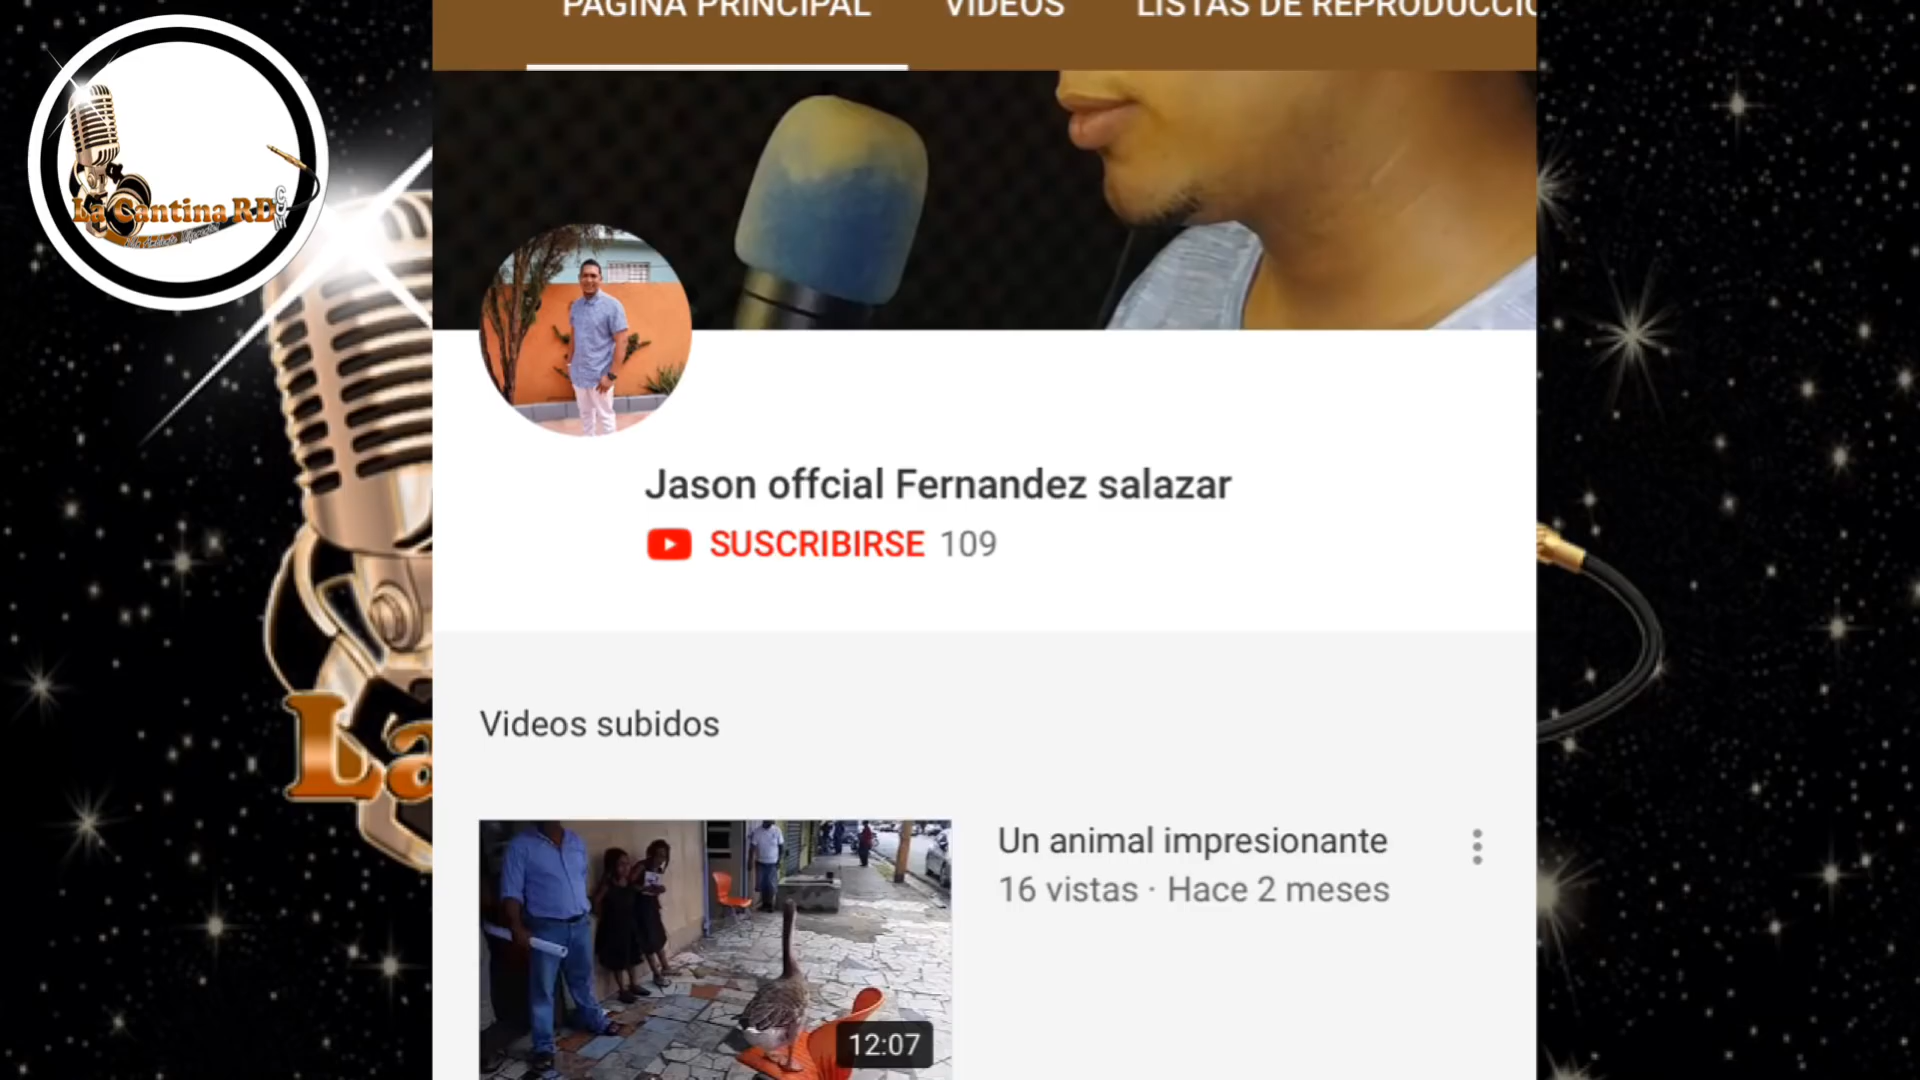 PÁGINA PRINCIPAL VIDEOS LISTAS DE REPRODUCCIÓ
La Cantina RD
Jason offcial Fernandez salazar
SUSCRIBIRSE 109
La
Videos subidos
Un animal impresionante
16 vistas · Hace 2 meses
12:07